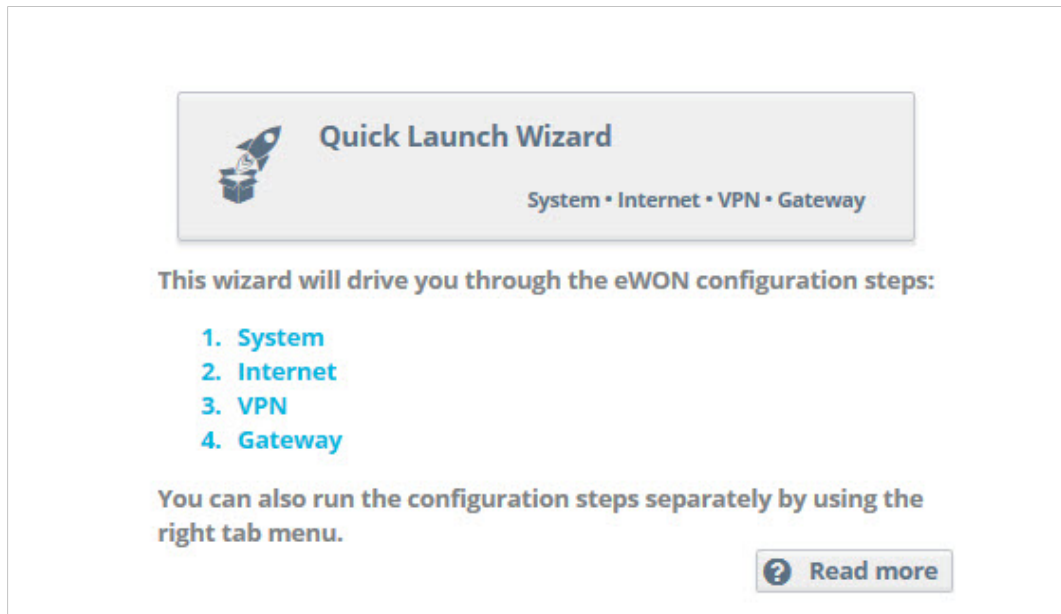 Quick Launch Wizard
System • Internet • VPN • Gateway
This wizard will drive you through the eWON configuration steps:
1. System
2. Internet
3. VPN
4. Gateway
You can also run the configuration steps separately by using the
right tab menu.
? Read more